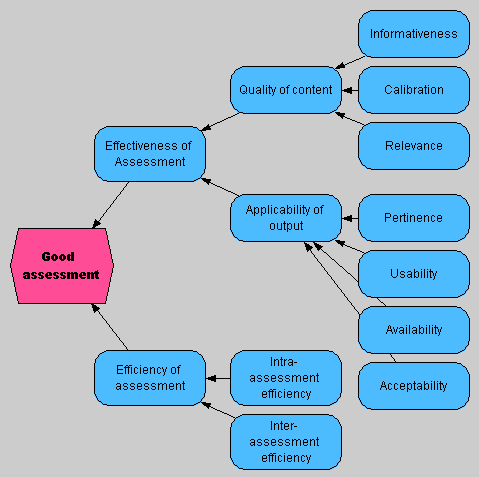 Informativeness
Quality of content
Calibration
Effectiveness of
Assessment
Relevance
Applicability of
output
Pertinence
Good
assessment
Usability
Availability
Efficiency of
assessment
Intra-
assessment
efficiency
Acceptability
Inter-
assessment
efficiency